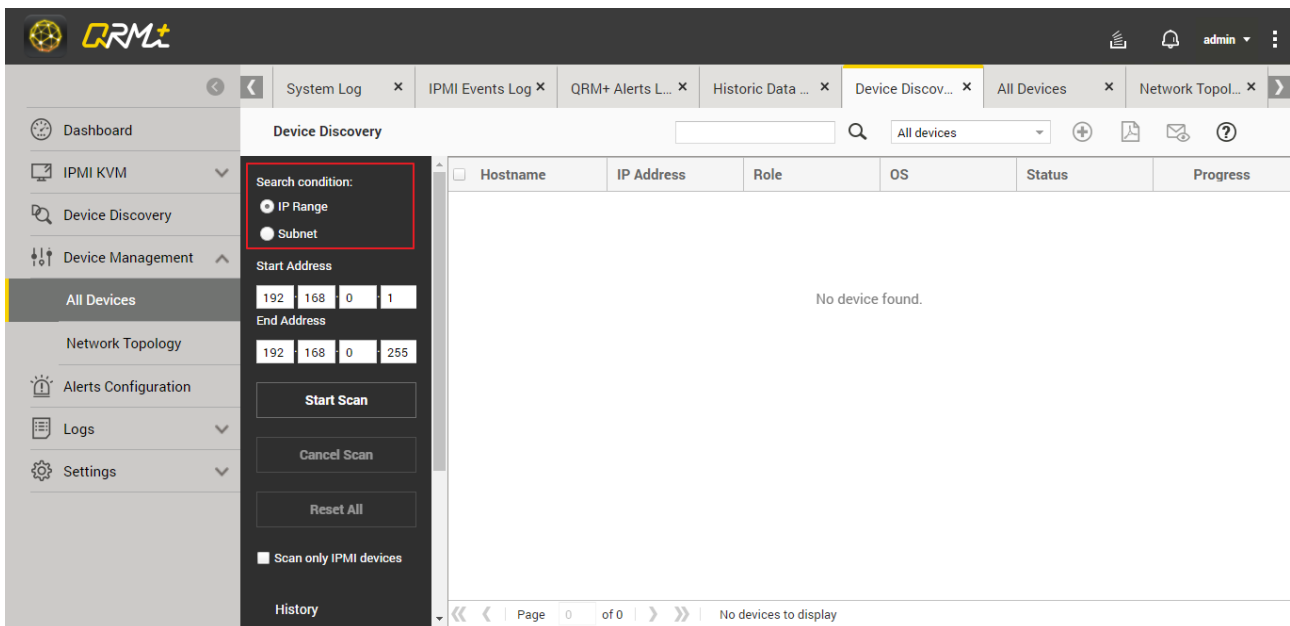 QRM+
admin
System Log
IPMI Events Log
QRM+ Alerts L...
Historic Data ...
Device Discov...
All Devices
Network Topol...
Dashboard
IPMI KVM
Device Discovery
Device Management
All Devices
Network Topology
Alerts Configuration
Logs
Settings
Device Discovery
All devices
Search condition:
IP Range
Subnet
Start Address
192 . 168 . 0 . 1
End Address
192 . 168 . 0 . 255
Start Scan
Cancel Scan
Reset All
Scan only IPMI devices
History
Hostname IP Address Role OS Status Progress
No device found.
Page 0 of 0 No devices to display